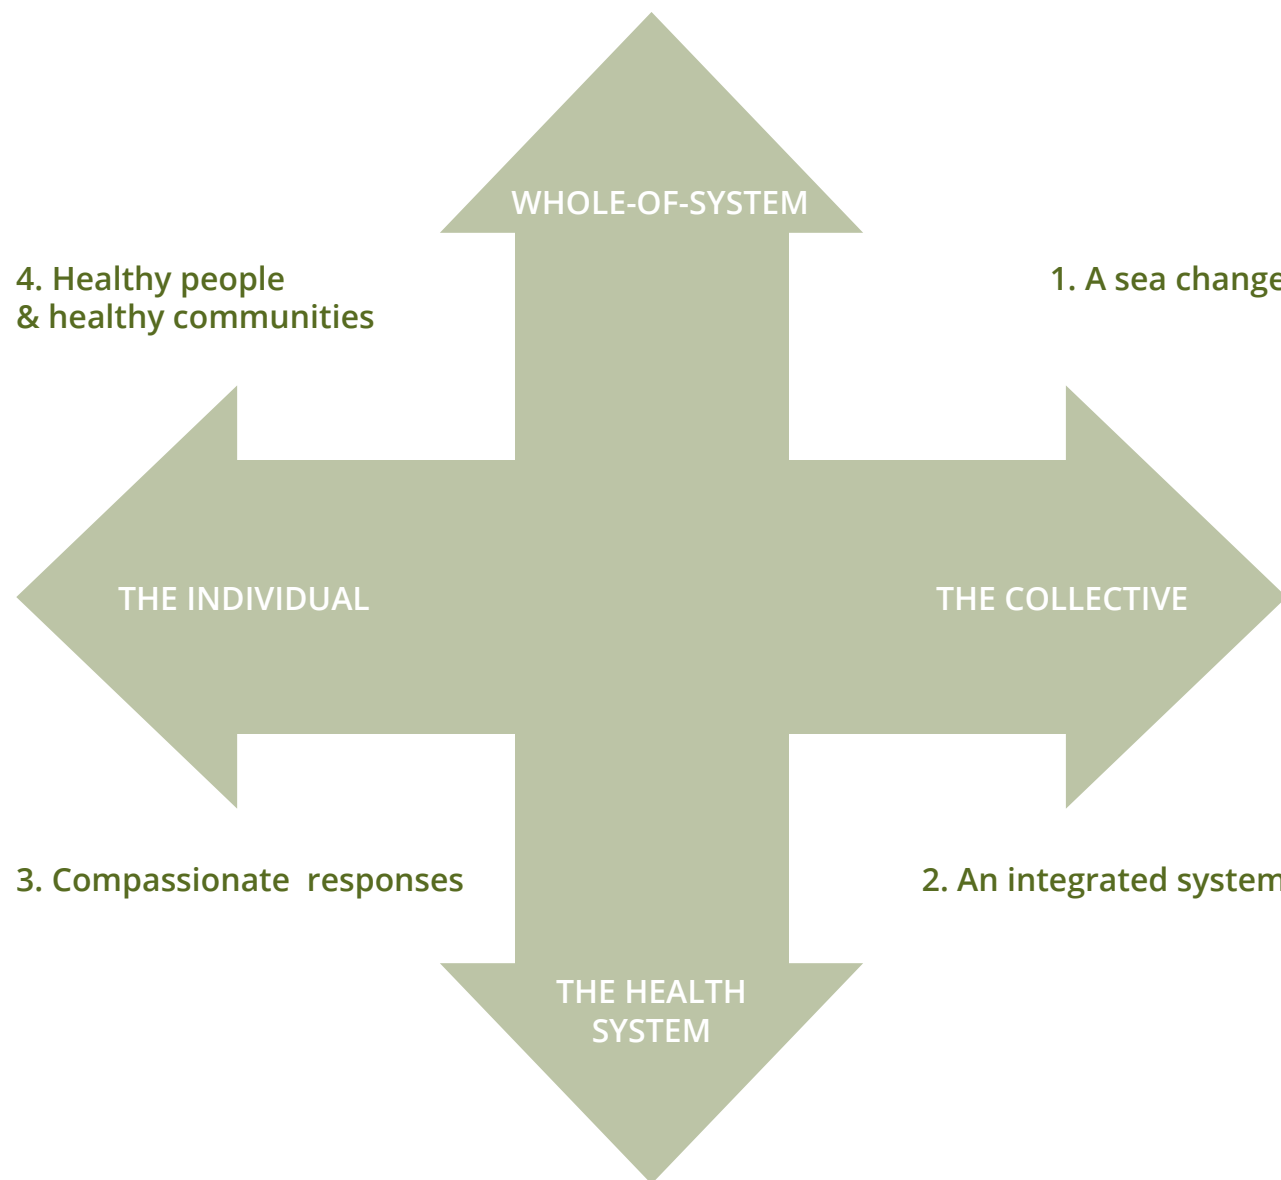 WHOLE-OF-SYSTEM
4. Healthy people
& healthy communities
1. A sea change
THE INDIVIDUAL
THE COLLECTIVE
3. Compassionate  responses
2. An integrated system
THE HEALTH
SYSTEM